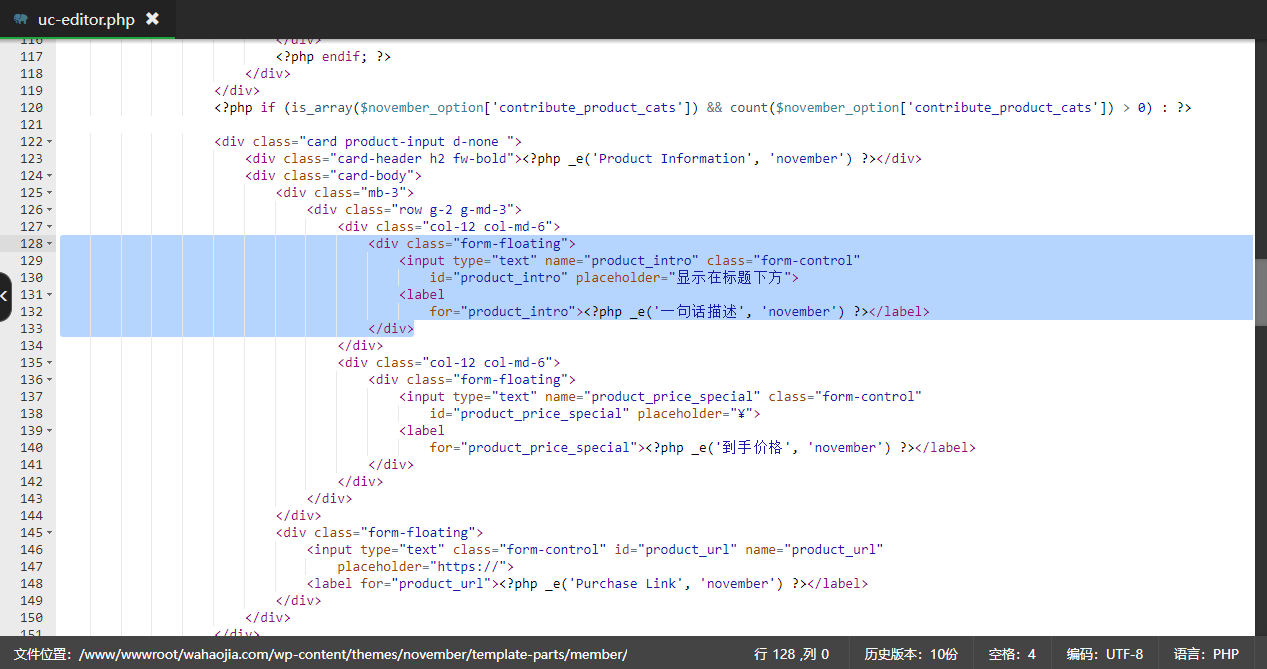 uc-editor.php ✖
116 </div>
117 <?php endif; ?>
118 </div>
119 </div>
120 <?php if (is_array($november_option['contribute_product_cats']) && count($november_option['contribute_product_cats']) > 0) : ?>
121
122 <div class="card product-input d-none ">
123 <div class="card-header h2 fw-bold"><?php _e('Product Information', 'november') ?></div>
124 <div class="card-body">
125 <div class="mb-3">
126 <div class="row g-2 g-md-3">
127 <div class="col-12 col-md-6">
128 <div class="form-floating">
129 <input type="text" name="product_intro" class="form-control"
130 id="product_intro" placeholder="显示在标题下方">
131 <label
132 for="product_intro"><?php _e('一句话描述', 'november') ?></label>
133 </div>
134 </div>
135 <div class="col-12 col-md-6">
136 <div class="form-floating">
137 <input type="text" name="product_price_special" class="form-control"
138 id="product_price_special" placeholder="¥">
139 <label
140 for="product_price_special"><?php _e('到手价格', 'november') ?></label>
141 </div>
142 </div>
143 </div>
144 </div>
145 <div class="form-floating">
146 <input type="text" class="form-control" id="product_url" name="product_url"
147 placeholder="https://">
148 <label for="product_url"><?php _e('Purchase Link', 'november') ?></label>
149 </div>
150 </div>
151 </div>
文件位置：/www/wwwroot/wahaojia.com/wp-content/themes/november/template-parts/member/ 行 128 ,列 0 历史版本：10份 空格：4 编码：UTF-8 语言：PHP